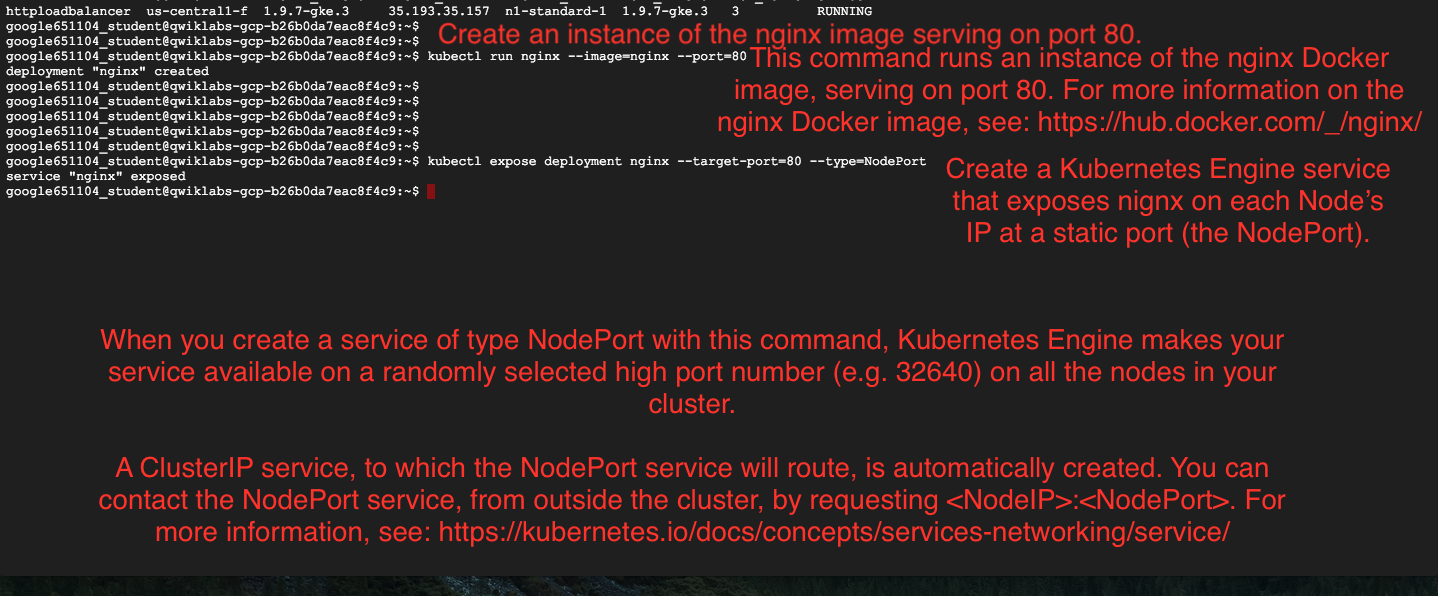 httploadbalancer us-central1-f 1.9.7-gke.3 35.193.35.157 n1-standard-1 1.9.7-gke.3 3 RUNNING
google651104_student@qwiklabs-gcp-b26b0da7eac8f4c9:~$
Create an instance of the nginx image serving on port 80.
google651104_student@qwiklabs-gcp-b26b0da7eac8f4c9:~$
google651104_student@qwiklabs-gcp-b26b0da7eac8f4c9:~$ kubectl run nginx --image=nginx --port=80
This command runs an instance of the nginx Docker
image, serving on port 80. For more information on the
nginx Docker image, see: https://hub.docker.com/_/nginx/
deployment "nginx" created
google651104_student@qwiklabs-gcp-b26b0da7eac8f4c9:~$
google651104_student@qwiklabs-gcp-b26b0da7eac8f4c9:~$
google651104_student@qwiklabs-gcp-b26b0da7eac8f4c9:~$
google651104_student@qwiklabs-gcp-b26b0da7eac8f4c9:~$
google651104_student@qwiklabs-gcp-b26b0da7eac8f4c9:~$
google651104_student@qwiklabs-gcp-b26b0da7eac8f4c9:~$ kubectl expose deployment nginx --target-port=80 --type=NodePort
service "nginx" exposed
google651104_student@qwiklabs-gcp-b26b0da7eac8f4c9:~$
Create a Kubernetes Engine service
that exposes nignx on each Node’s
IP at a static port (the NodePort).
When you create a service of type NodePort with this command, Kubernetes Engine makes your
service available on a randomly selected high port number (e.g. 32640) on all the nodes in your
cluster.
A ClusterIP service, to which the NodePort service will route, is automatically created. You can
contact the NodePort service, from outside the cluster, by requesting <NodeIP>:<NodePort>. For
more information, see: https://kubernetes.io/docs/concepts/services-networking/service/